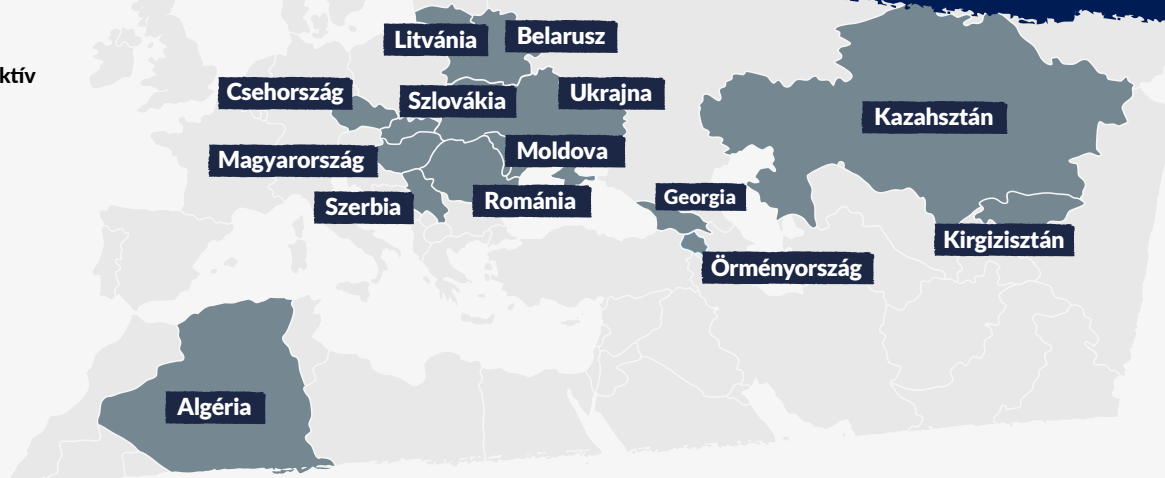 Litvánia
Belarusz
ktív
Csehország
Szlovákia
Ukrajna
Kazahsztán
Magyarország
Moldova
Szerbia
Románia
Georgia
Kirgizisztán
Örményország
Algéria